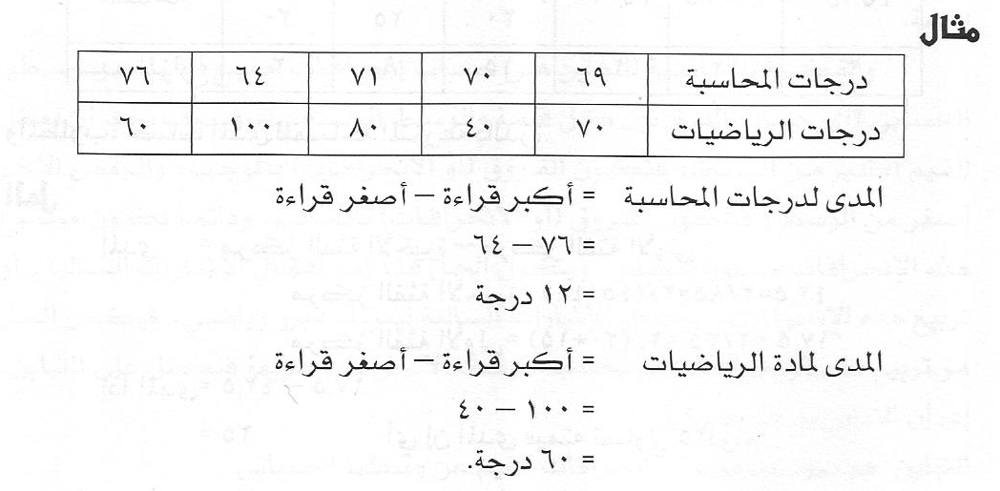 مثال
درجات المحاسبة ٦٩ ٧٠ ٧١ ٦٤ ٧٦
درجات الرياضيات ٧٠ ٤٠ ٨٠ ١٠٠ ٦٠
المدى لدرجات المحاسبة = أكبر قراءة – أصغر قراءة
= ٧٦ – ٦٤
= ١٢ درجة
المدى لمادة الرياضيات = أكبر قراءة – أصغر قراءة
= ١٠٠ – ٤٠
= ٦٠ درجة.